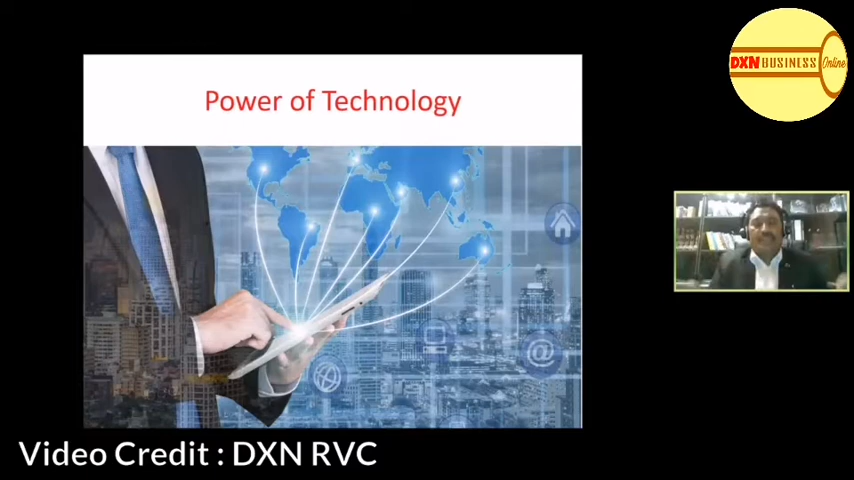 DXN BUSINESS Online
Power of Technology
@
Video Credit : DXN RVC